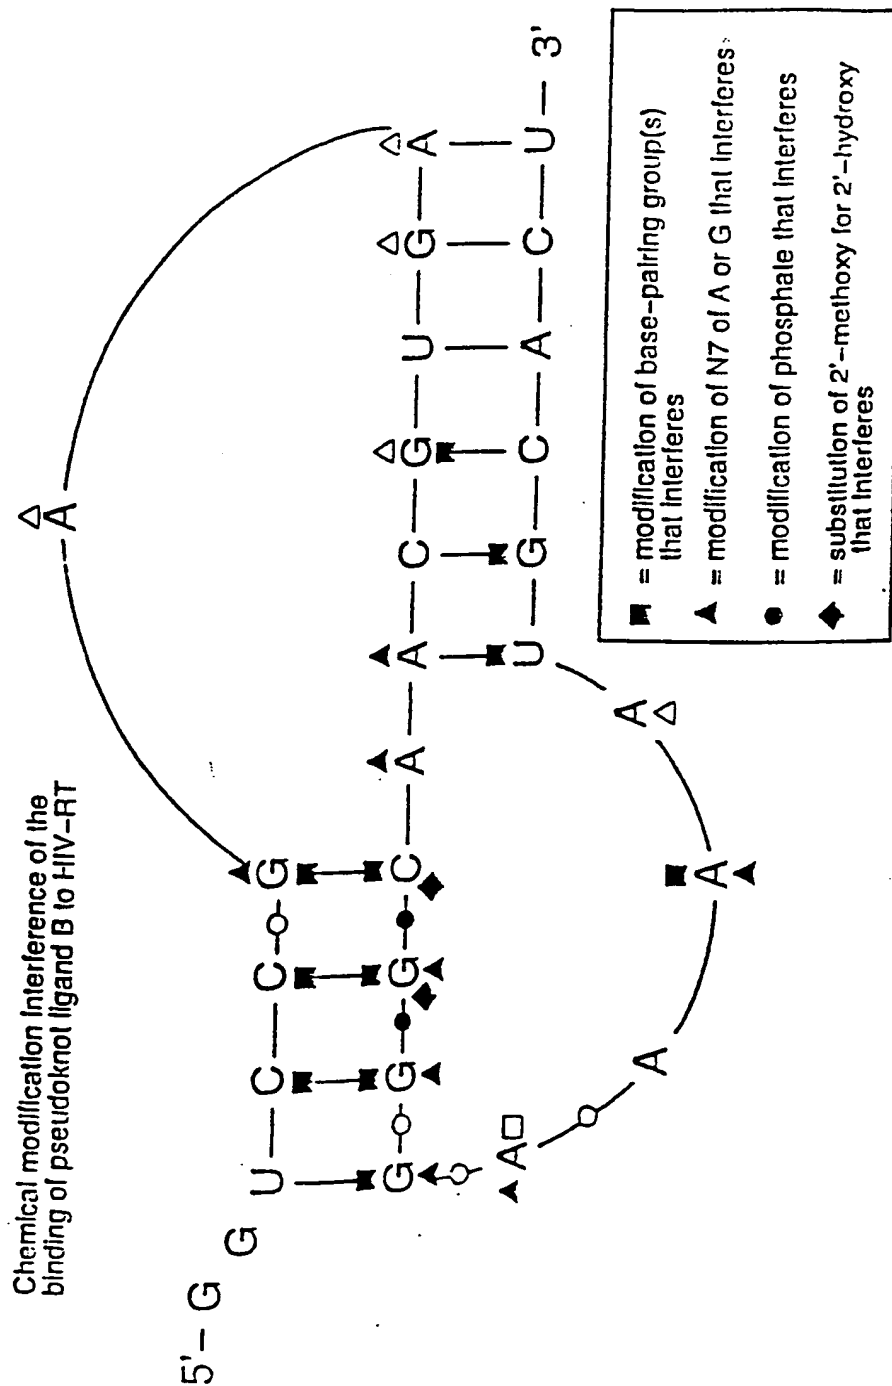 Chemical modification Interference of the
binding of pseudoknot ligand B to HIV–RT
A
5'– G G U C C G
G G G C A A C G U G A
U G C A C U – 3'
A A A A
= modification of base–pairing group(s)
that Interferes
= modification of N7 of A or G that Interferes
= modification of phosphate that Interferes
= substitution of 2'–methoxy for 2'–hydroxy
that Interferes